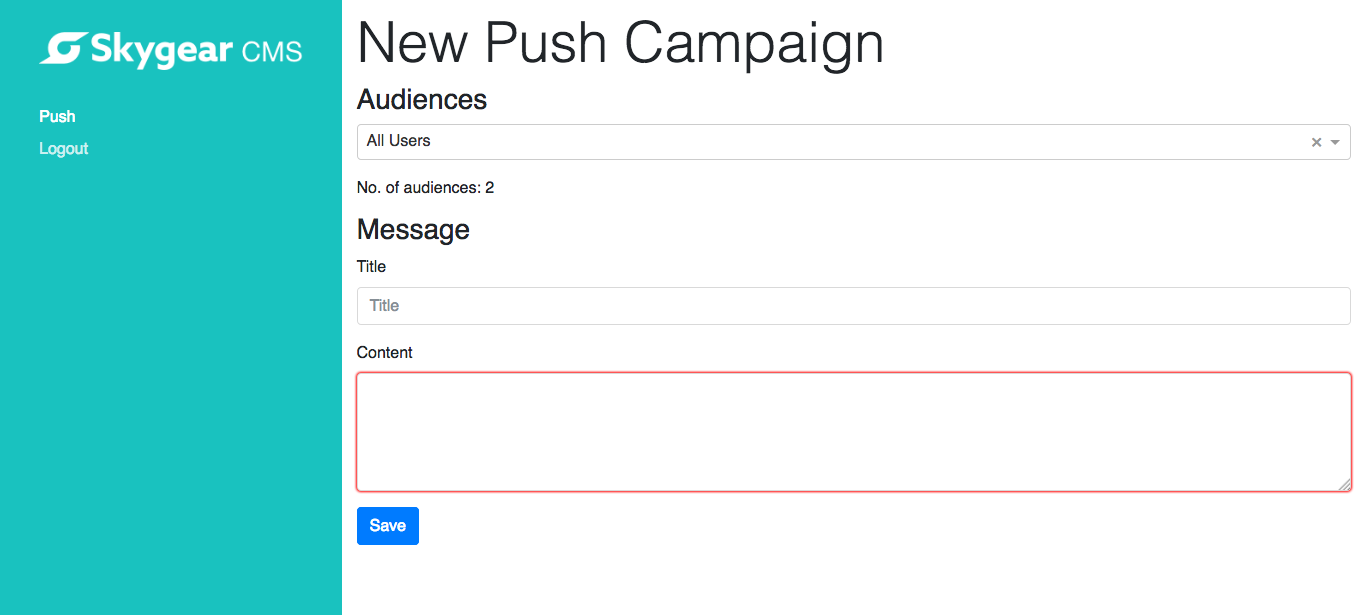 Skygear CMS
Push
Logout
New Push Campaign
Audiences
All Users
No. of audiences: 2
Message
Title
Title
Content
Save